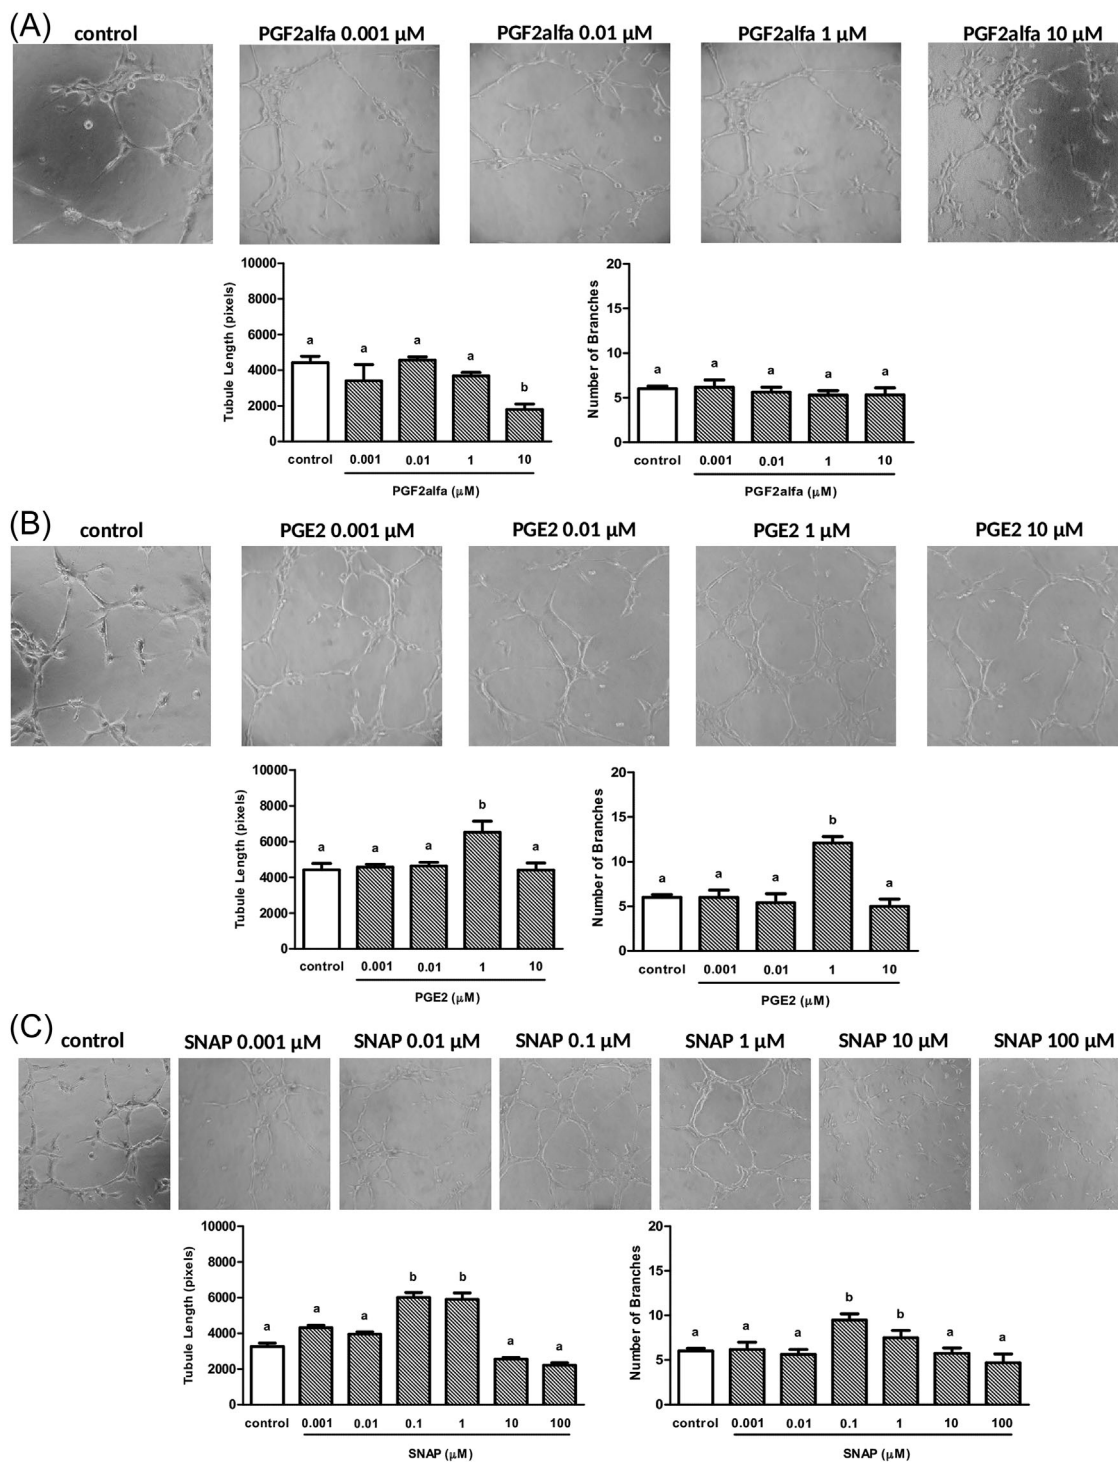 (A)
control PGF2alfa 0.001 µM PGF2alfa 0.01 µM PGF2alfa 1 µM PGF2alfa 10 µM
Tubule Length (pixels)
10000
8000
6000
4000
2000
0
a a a a b
control 0.001 0.01 1 10
PGF2alfa (µM)
Number of Branches
20
15
10
5
0
a a a a a
control 0.001 0.01 1 10
PGF2alfa (µM)
(B)
control PGE2 0.001 µM PGE2 0.01 µM PGE2 1 µM PGE2 10 µM
Tubule Length (pixels)
10000
8000
6000
4000
2000
0
a a a b a
control 0.001 0.01 1 10
PGE2 (µM)
Number of Branches
20
15
10
5
0
a a a b a
control 0.001 0.01 1 10
PGE2 (µM)
(C)
control SNAP 0.001 µM SNAP 0.01 µM SNAP 0.1 µM SNAP 1 µM SNAP 10 µM SNAP 100 µM
Tubule Length (pixels)
10000
8000
6000
4000
2000
0
a a a b b a a
control 0.001 0.01 0.1 1 10 100
SNAP (µM)
Number of Branches
20
15
10
5
0
a a a b b a a
control 0.001 0.01 0.1 1 10 100
SNAP (µM)